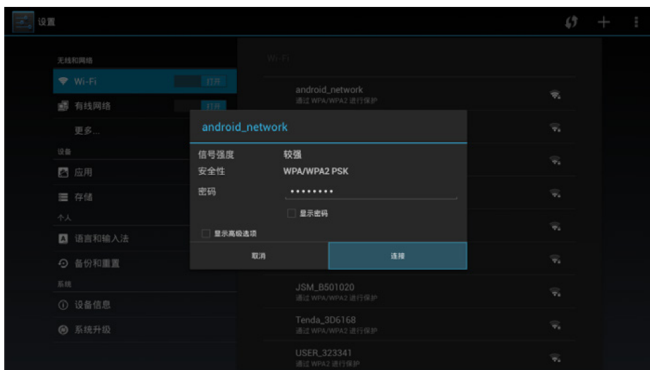 设置
无线和网络
Wi-Fi
打开
有线网络
打开
更多...
设备
应用
存储
个人
语言和输入法
备份和重置
系统
设备信息
系统升级
Wi-Fi
android_network
通过 WPA/WPA2 进行保护
android_network
信号强度
较强
安全性
WPA/WPA2 PSK
密码
••••••••
显示密码
显示高级选项
取消
连接
JSM_B501020
通过 WPA/WPA2 进行保护
Tenda_3D6168
通过 WPA/WPA2 进行保护
USER_323341
通过 WPA/WPA2 进行保护